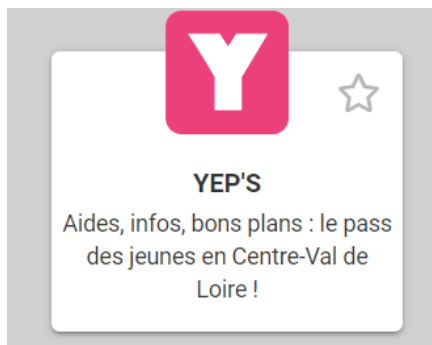 Y
YEP'S
Aides, infos, bons plans : le pass
des jeunes en Centre-Val de
Loire !